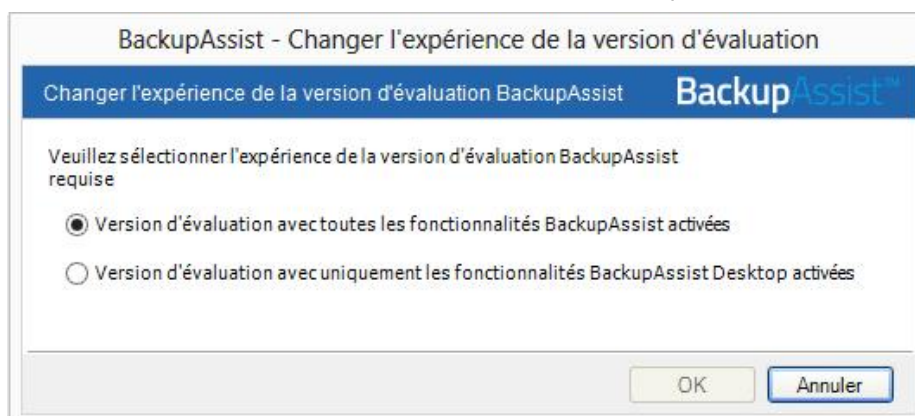 BackupAssist - Changer l'expérience de la version d'évaluation
Changer l'expérience de la version d'évaluation BackupAssist BackupAssist™
Veuillez sélectionner l'expérience de la version d'évaluation BackupAssist
requise
Version d'évaluation avec toutes les fonctionnalités BackupAssist activées
Version d'évaluation avec uniquement les fonctionnalités BackupAssist Desktop activées
OK Annuler